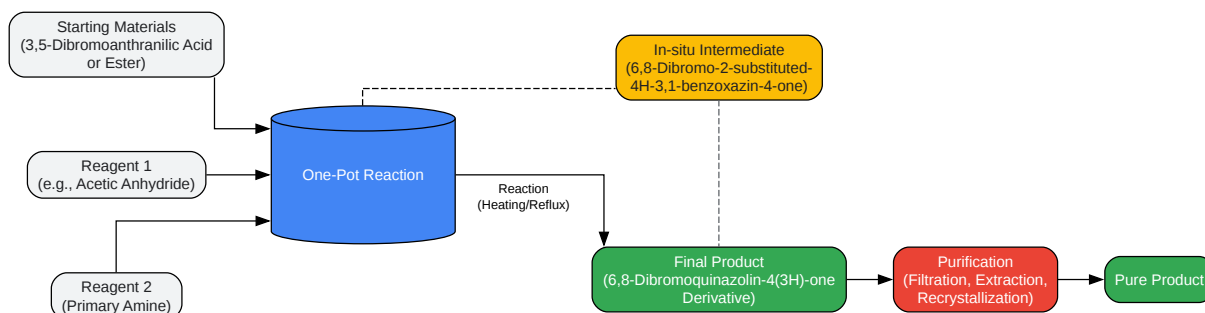 Starting Materials
(3,5-Dibromoanthranilic Acid
or Ester)
In-situ Intermediate
(6,8-Dibromo-2-substituted-
4H-3,1-benzoxazin-4-one)
Reagent 1
(e.g., Acetic Anhydride)
One-Pot Reaction
Reaction
(Heating/Reflux)
Reagent 2
(Primary Amine)
Final Product
(6,8-Dibromoquinazolin-4(3H)-one
Derivative)
Purification
(Filtration, Extraction,
Recrystallization)
Pure Product